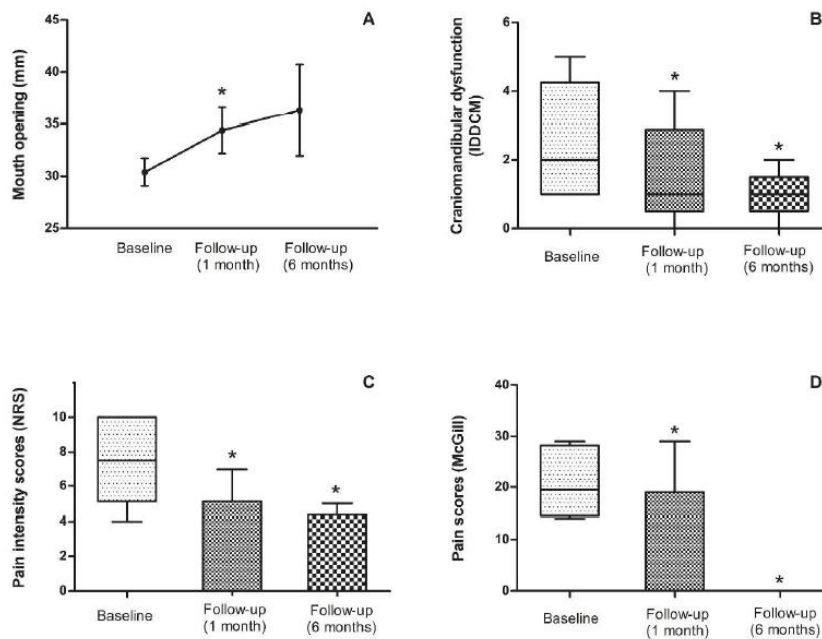 A
Mouth opening (mm)
45
40
35
30
25
*
Baseline
Follow-up
(1 month)
Follow-up
(6 months)
B
Craniomandibular dysfunction
(IDDCM)
6
4
2
0
*
*
Baseline
Follow-up
(1 month)
Follow-up
(6 months)
C
Pain intensity scores (NRS)
10
8
6
4
2
0
*
*
Baseline
Follow-up
(1 month)
Follow-up
(6 months)
D
Pain scores (McGill)
40
30
20
10
0
*
*
Baseline
Follow-up
(1 month)
Follow-up
(6 months)